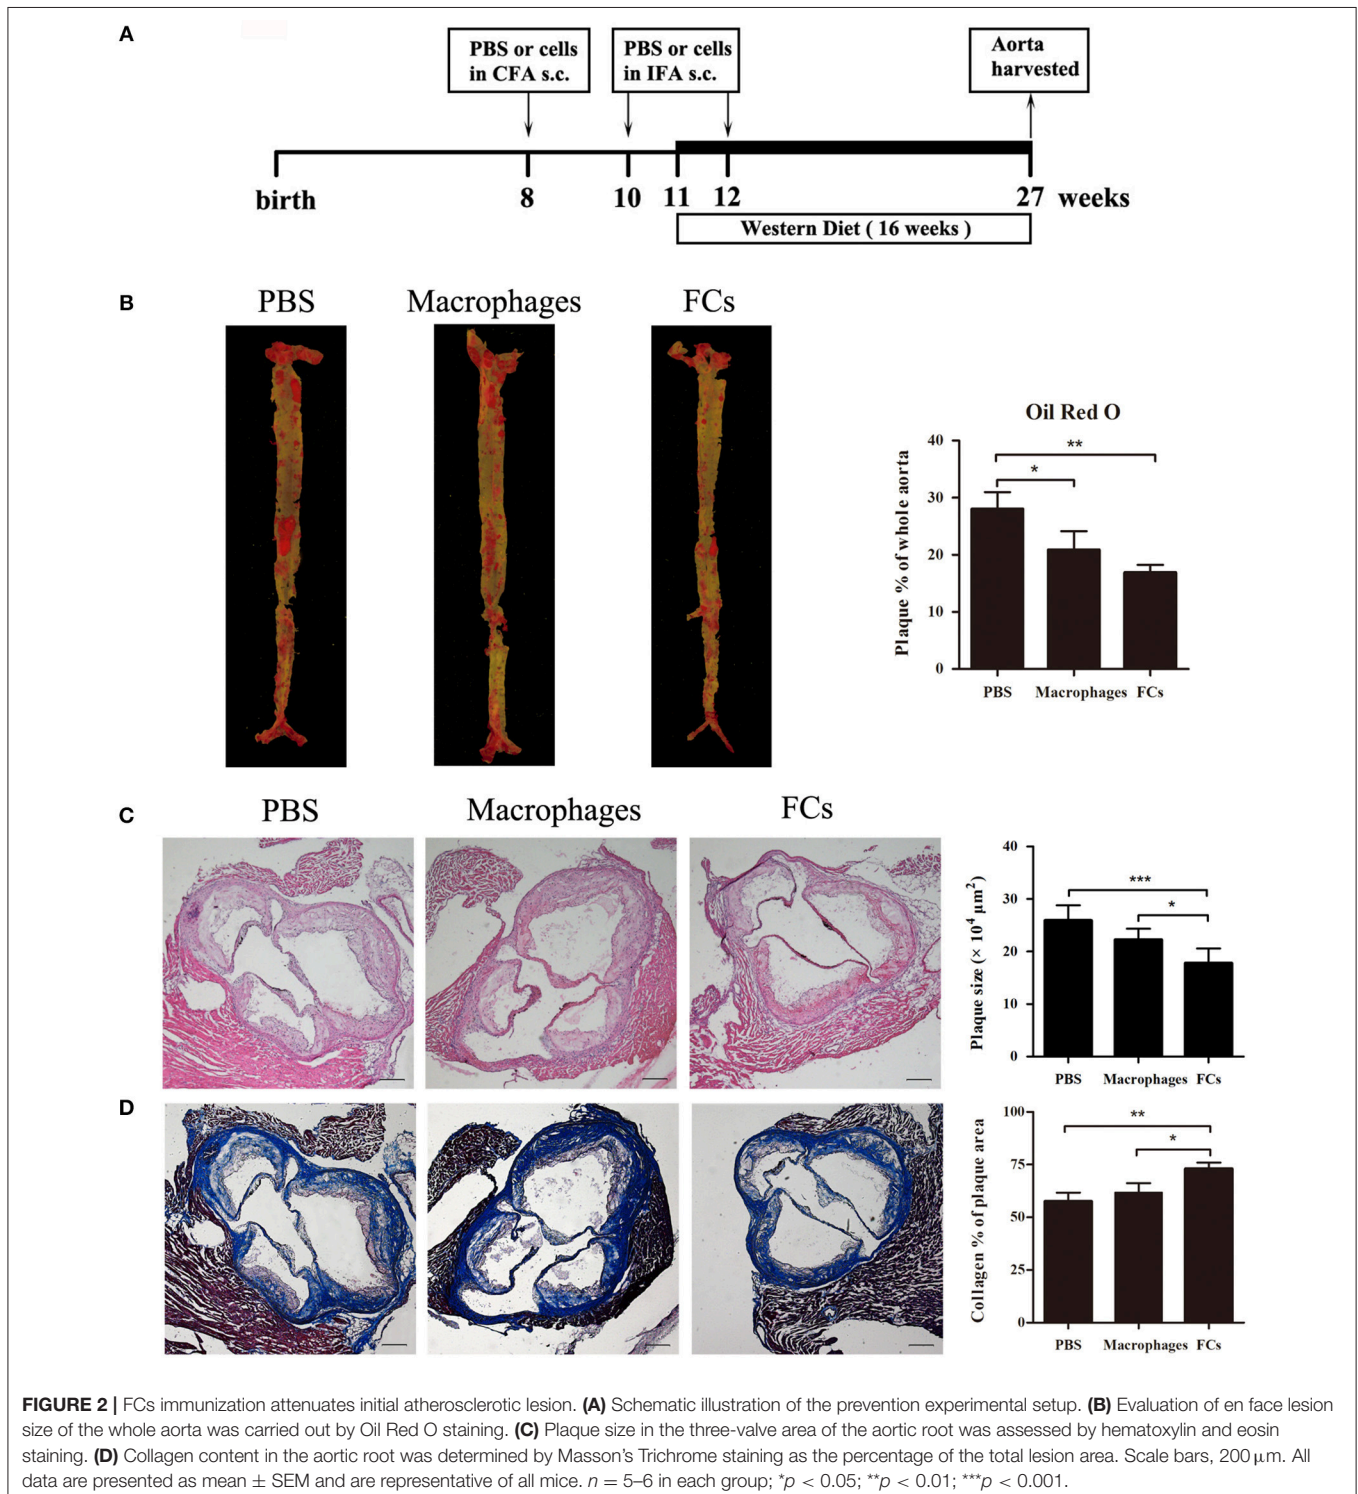 A
PBS or cells
in CFA s.c.
PBS or cells
in IFA s.c.
Aorta
harvested
birth
8
10
11
12
27
weeks
Western Diet ( 16 weeks )
B
PBS
Macrophages
FCs
Oil Red O
Plaque % of whole aorta
40
30
20
10
0
**
*
PBS
Macrophages
FCs
C
PBS
Macrophages
FCs
Plaque size (× 10⁴ µm²)
40
30
20
10
0
***
*
PBS
Macrophages
FCs
D
Collagen % of plaque area
100
75
50
25
0
**
*
PBS
Macrophages
FCs
FIGURE 2 | FCs immunization attenuates initial atherosclerotic lesion. (A) Schematic illustration of the prevention experimental setup. (B) Evaluation of en face lesion
size of the whole aorta was carried out by Oil Red O staining. (C) Plaque size in the three-valve area of the aortic root was assessed by hematoxylin and eosin
staining. (D) Collagen content in the aortic root was determined by Masson's Trichrome staining as the percentage of the total lesion area. Scale bars, 200 µm. All
data are presented as mean ± SEM and are representative of all mice. n = 5–6 in each group; *p < 0.05; **p < 0.01; ***p < 0.001.